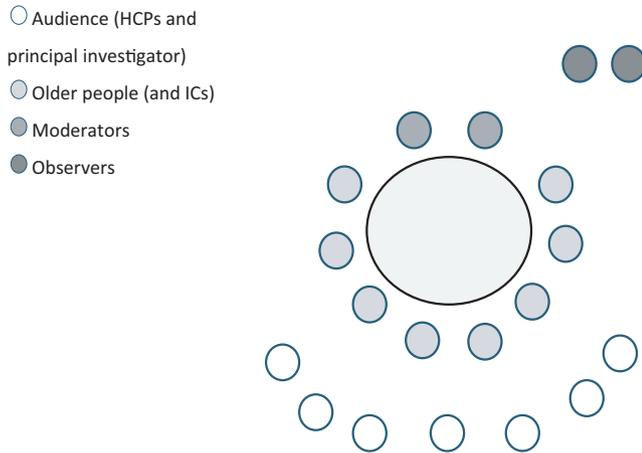 Audience (HCPs and
principal investigator)
Older people (and ICs)
Moderators
Observers